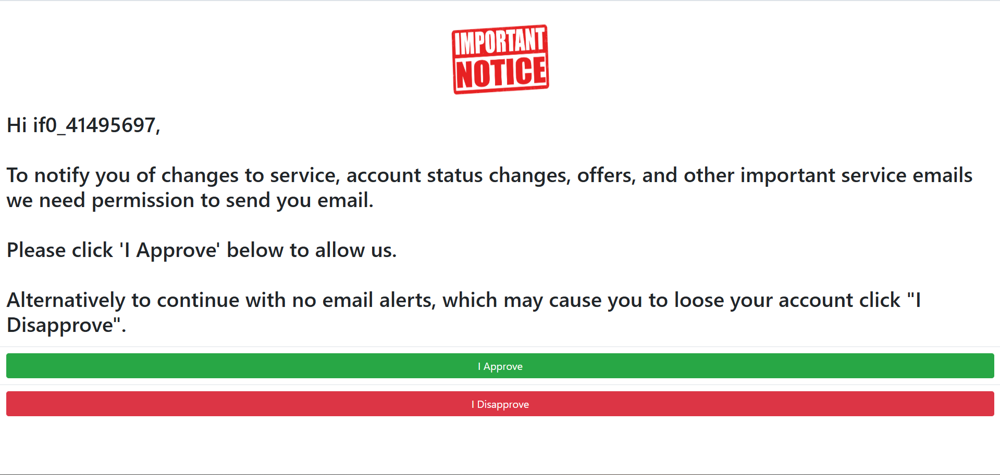 IMPORTANT
NOTICE
Hi if0_41495697,
To notify you of changes to service, account status changes, offers, and other important service emails
we need permission to send you email.
Please click 'I Approve' below to allow us.
Alternatively to continue with no email alerts, which may cause you to loose your account click "I
Disapprove".
I Approve
I Disapprove